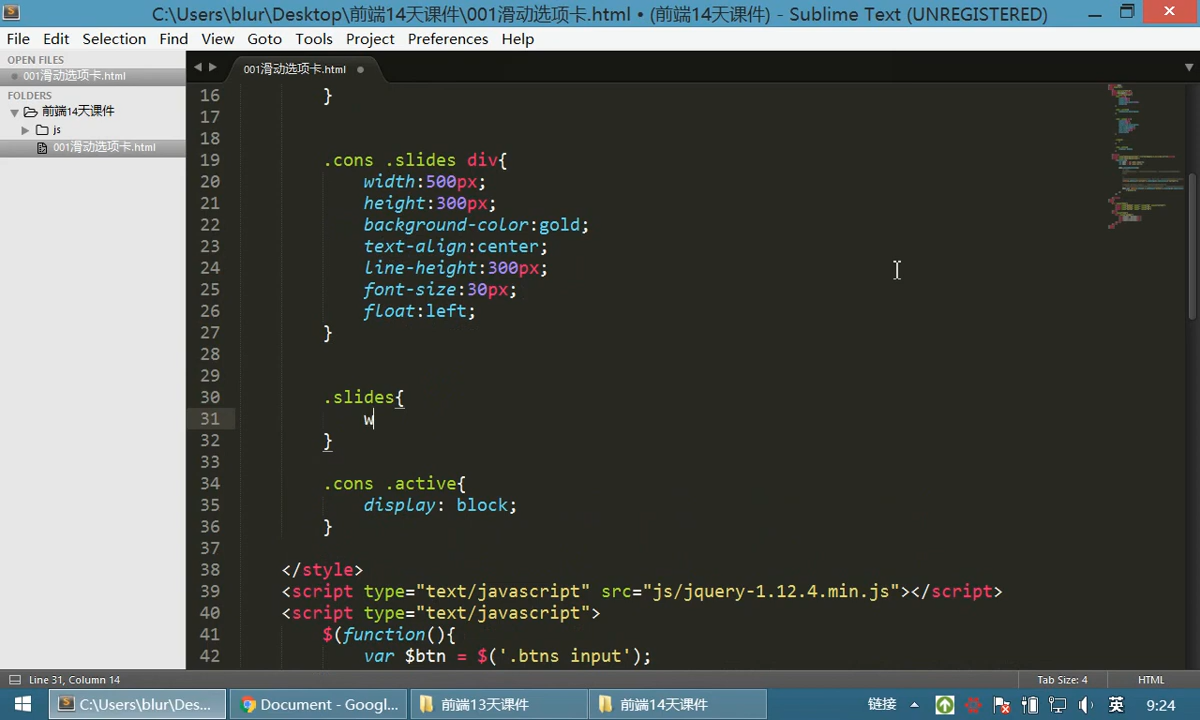 C:\Users\blur\Desktop\前端14天课件\001滑动选项卡.html • (前端14天课件) - Sublime Text (UNREGISTERED)
File Edit Selection Find View Goto Tools Project Preferences Help
OPEN FILES
001滑动选项卡.html
FOLDERS
前端14天课件
js
001滑动选项卡.html
001滑动选项卡.html
16 }
17
18
19 .cons .slides div{
20 width:500px;
21 height:300px;
22 background-color:gold;
23 text-align:center;
24 line-height:300px;
25 font-size:30px;
26 float:left;
27 }
28
29
30 .slides{
31 w
32 }
33
34 .cons .active{
35 display: block;
36 }
37
38 </style>
39 <script type="text/javascript" src="js/jquery-1.12.4.min.js"></script>
40 <script type="text/javascript">
41 $(function(){
42 var $btn = $('.btns input');
Line 31, Column 14
Tab Size: 4
HTML
C:\Users\blur\Des...
Document - Googl...
前端13天课件
前端14天课件
链接
英
9:24